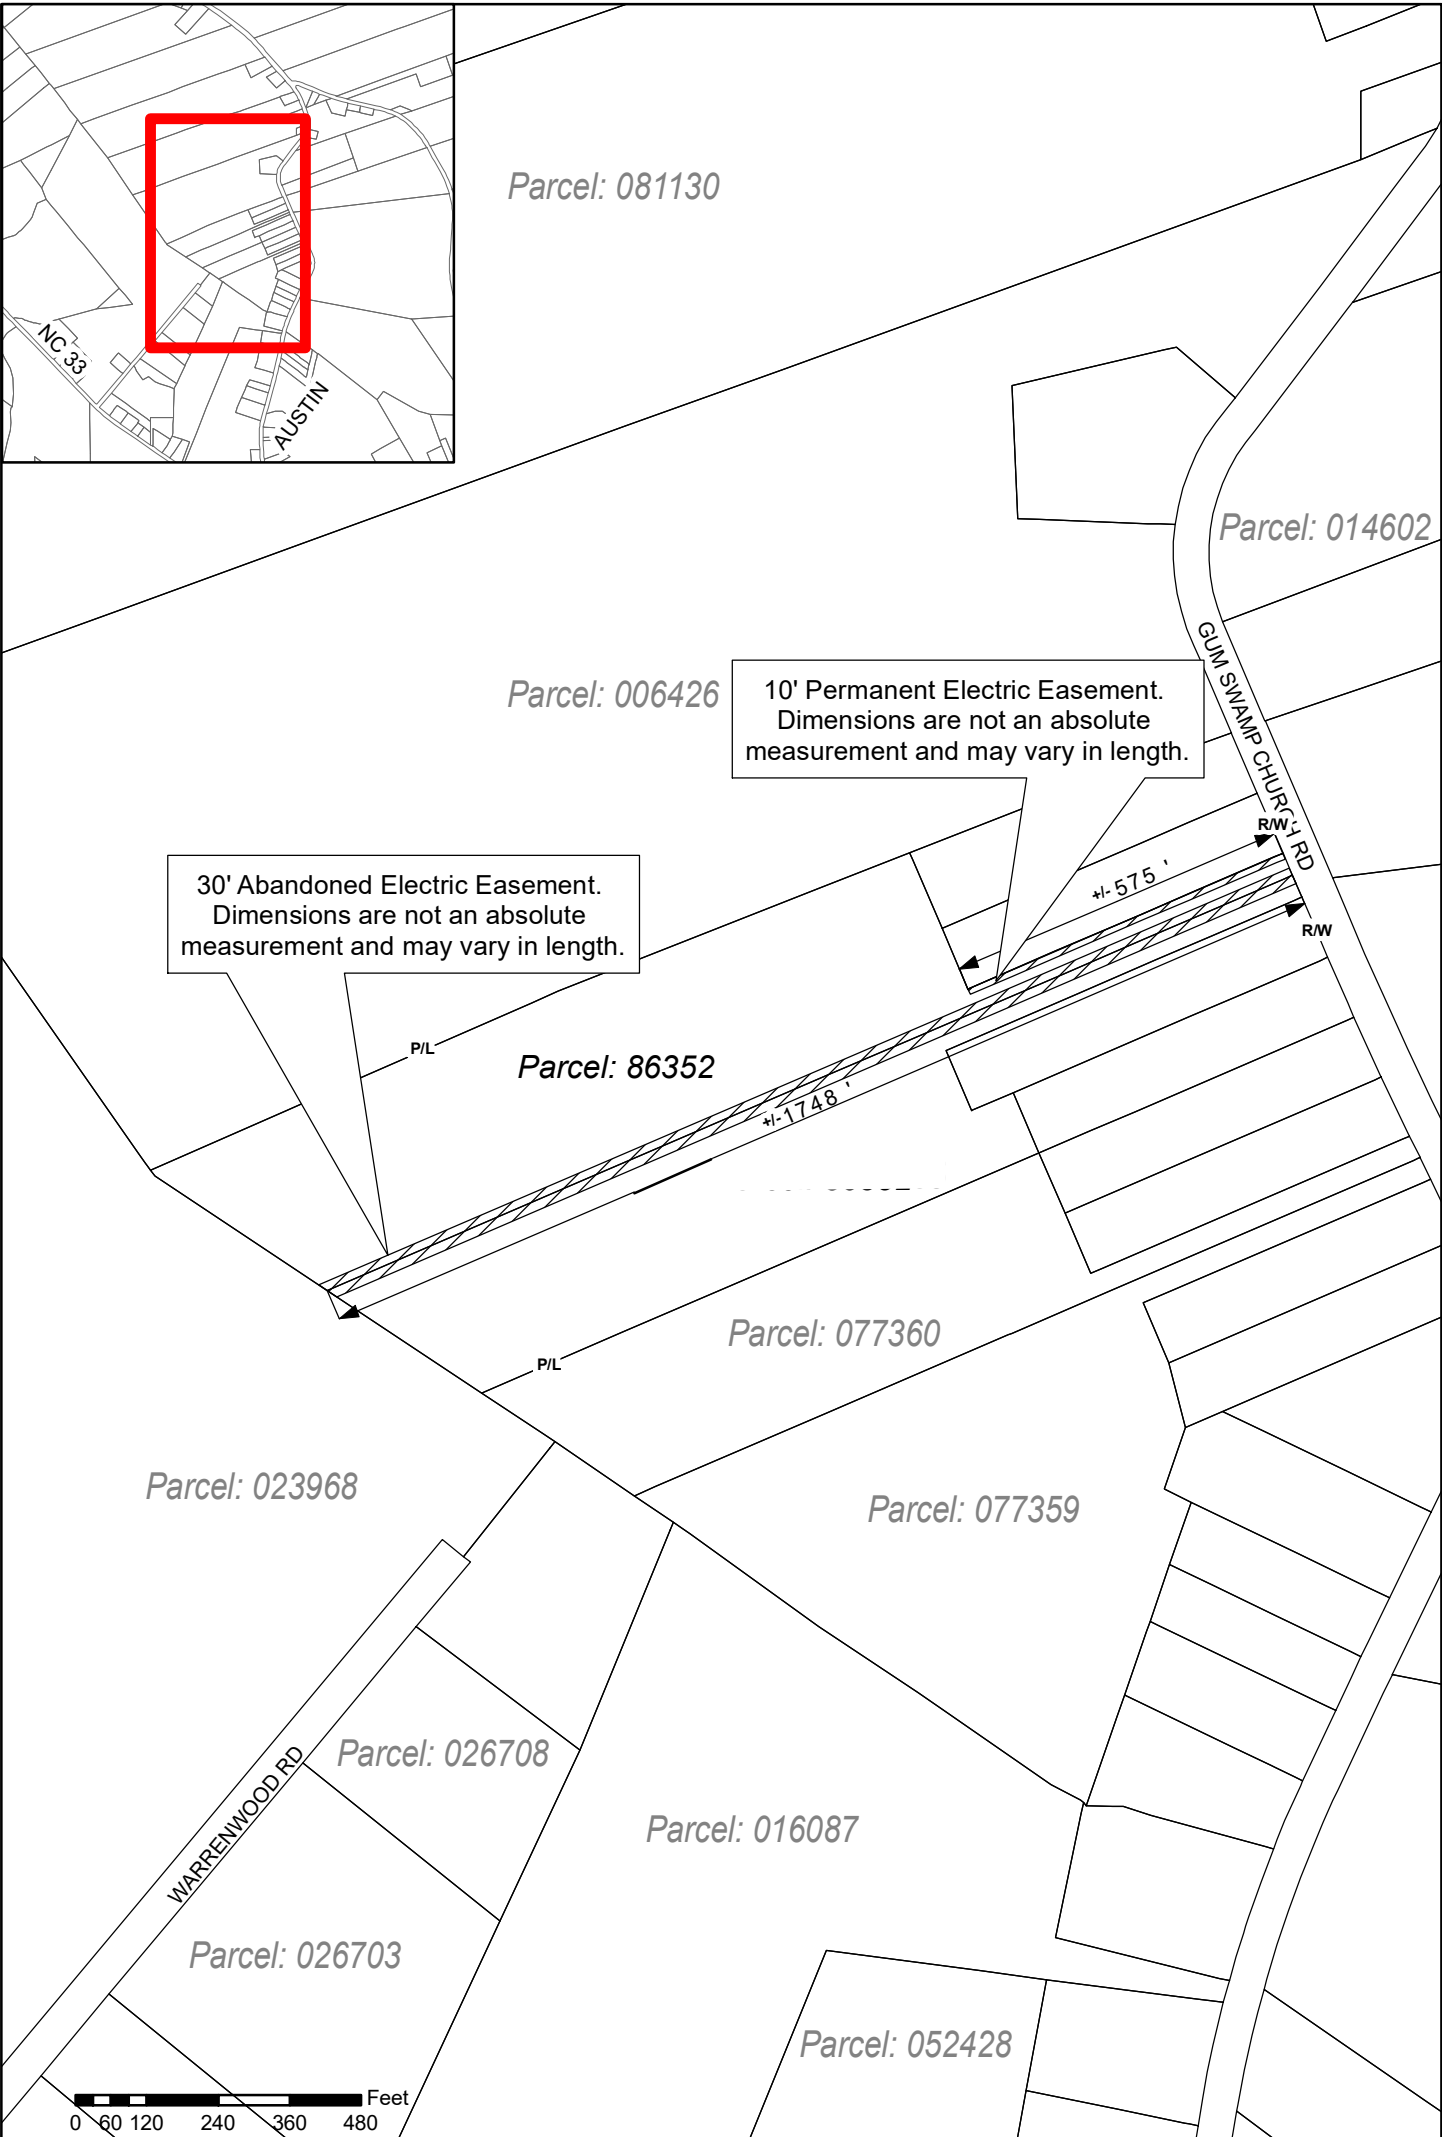 NC 33
AUSTIN
Parcel: 081130
Parcel: 014602
GUM SWAMP CHURCH RD
Parcel: 006426
10' Permanent Electric Easement.
Dimensions are not an absolute
measurement and may vary in length.
R/W
+/- 575 '
30' Abandoned Electric Easement.
Dimensions are not an absolute
measurement and may vary in length.
R/W
P/L
Parcel: 86352
+/-1748 '
Parcel: 077360
P/L
Parcel: 023968
Parcel: 077359
Parcel: 026708
WARRENWOOD RD
Parcel: 016087
Parcel: 026703
Parcel: 052428
Feet
0 60 120 240 360 480